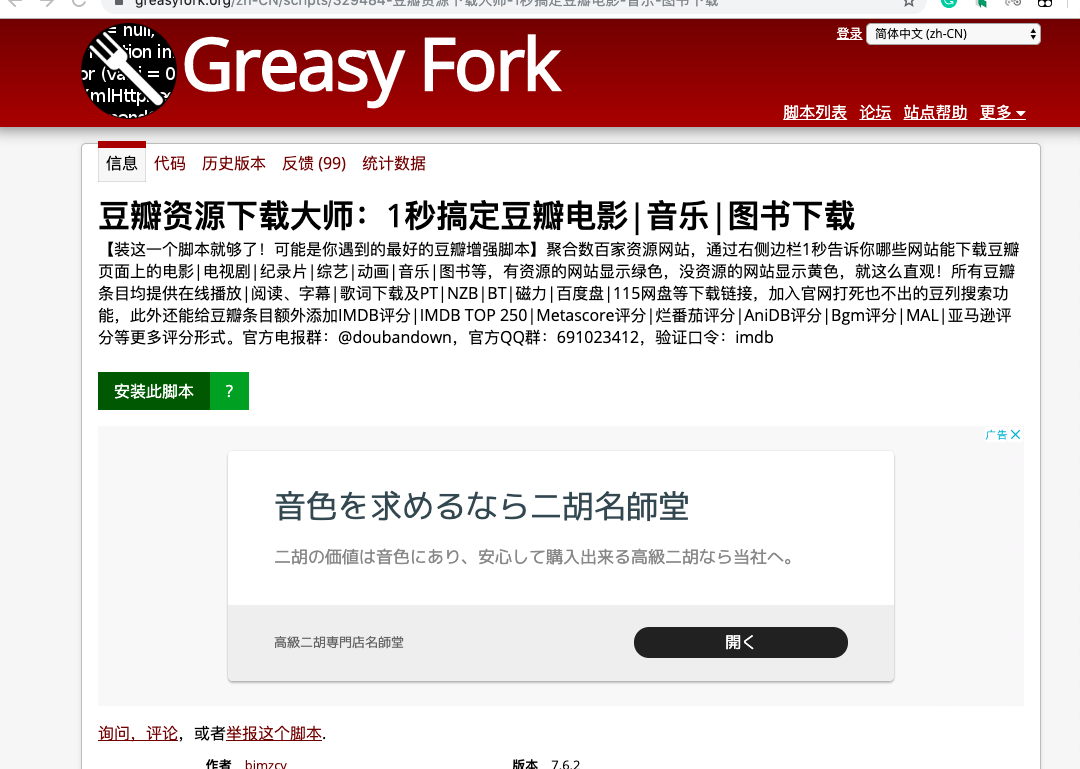 greasyfork.org/zh-CN/scripts/329484-豆瓣资源下载大师-1秒搞定豆瓣电影-音乐-图书下载
= null,
tion in
or (var i = 0
XmlHttp
Greasy Fork
登录 简体中文 (zh-CN)
脚本列表 论坛 站点帮助 更多
信息 代码 历史版本 反馈 (99) 统计数据
豆瓣资源下载大师：1秒搞定豆瓣电影|音乐|图书下载
【装这一个脚本就够了！可能是你遇到的最好的豆瓣增强脚本】聚合数百家资源网站，通过右侧边栏1秒告诉你哪些网站能下载豆瓣
页面上的电影|电视剧|纪录片|综艺|动画|音乐|图书等，有资源的网站显示绿色，没资源的网站显示黄色，就这么直观！所有豆瓣
条目均提供在线播放|阅读、字幕|歌词下载及PT|NZB|BT|磁力|百度盘|115网盘等下载链接，加入官网打死也不出的豆列搜索功
能，此外还能给豆瓣条目额外添加IMDB评分|IMDB TOP 250|Metascore评分|烂番茄评分|AniDB评分|Bgm评分|MAL|亚马逊评
分等更多评分形式。官方电报群：@doubandown，官方QQ群：691023412，验证口令：imdb
安装此脚本 ?
广告
音色を求めるなら二胡名師堂
二胡の価値は音色にあり、安心して購入出来る高級二胡なら当社へ。
高級二胡専門店名師堂
開く
询问，评论，或者举报这个脚本.
作者 bimzcy 版本 7.6.2